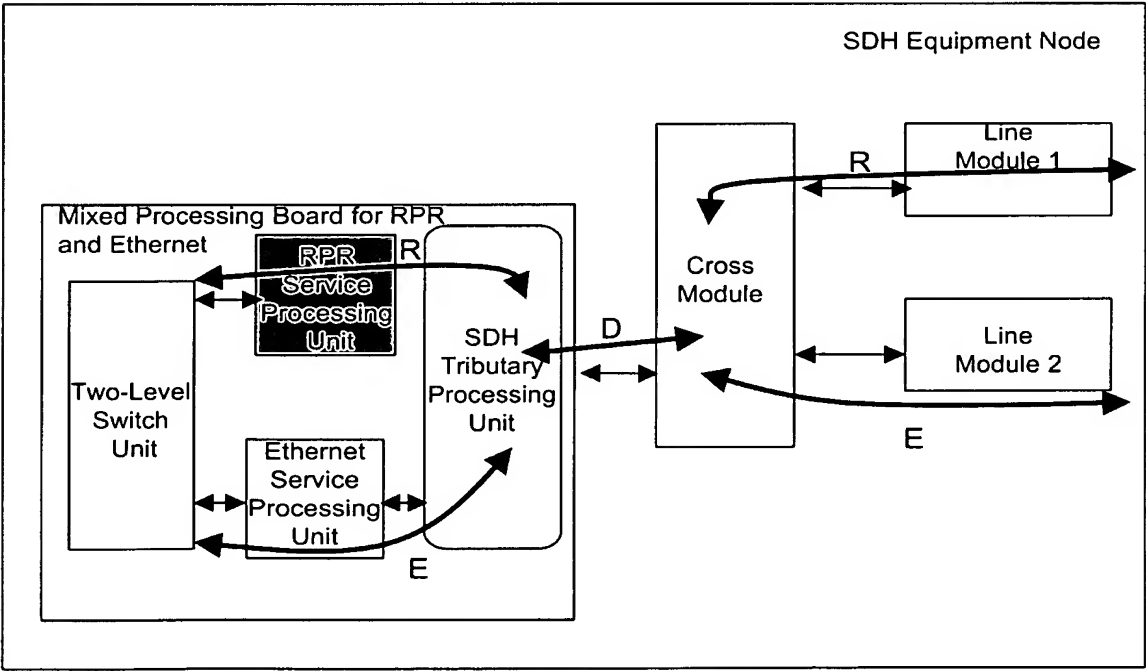 SDH Equipment Node
Line
Module 1
R
Mixed Processing Board for RPR
and Ethernet
RPR
Service
Processing
Unit
R
Cross
Module
D
SDH
Tributary
Processing
Unit
Line
Module 2
Two-Level
Switch
Unit
E
Ethernet
Service
Processing
Unit
E